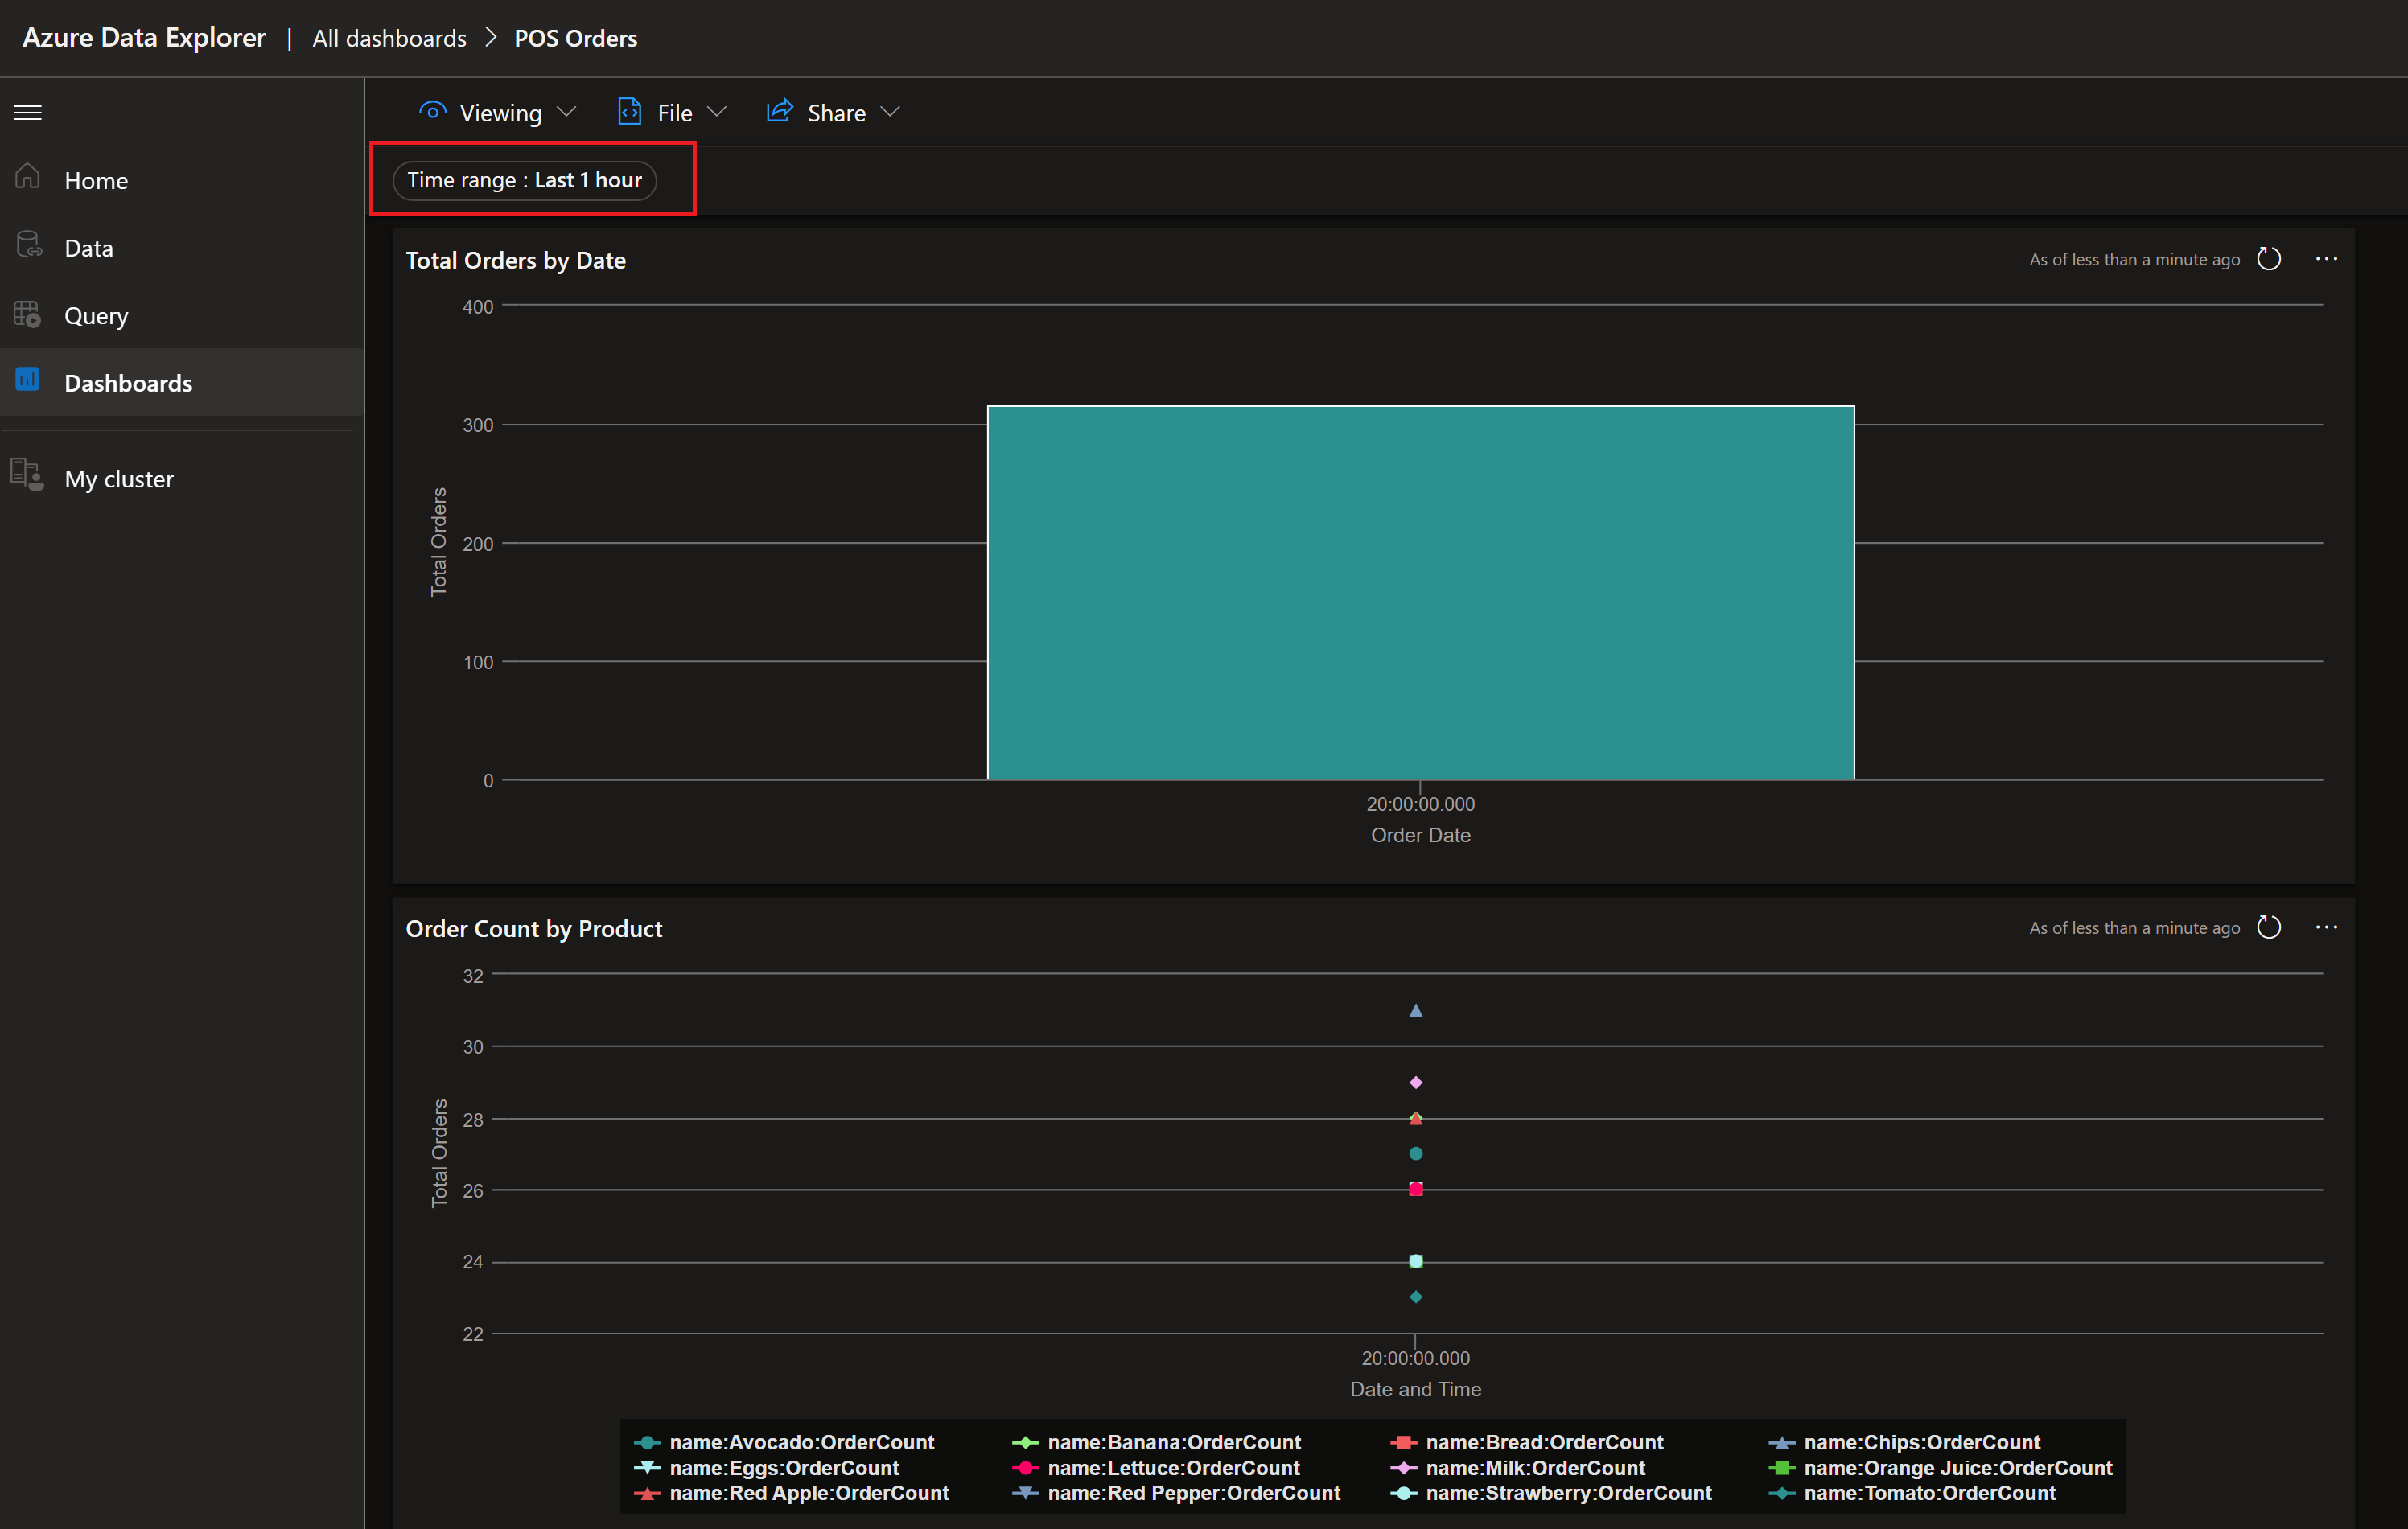 Azure Data Explorer | All dashboards > POS Orders
Viewing File Share
Home
Data
Query
Dashboards
My cluster
Time range : Last 1 hour
Total Orders by Date
As of less than a minute ago
400
300
200
100
0
Total Orders
20:00:00.000
Order Date
Order Count by Product
As of less than a minute ago
32
30
28
26
24
22
Total Orders
20:00:00.000
Date and Time
name:Avocado:OrderCount name:Banana:OrderCount name:Bread:OrderCount name:Chips:OrderCount
name:Eggs:OrderCount name:Lettuce:OrderCount name:Milk:OrderCount name:Orange Juice:OrderCount
name:Red Apple:OrderCount name:Red Pepper:OrderCount name:Strawberry:OrderCount name:Tomato:OrderCount